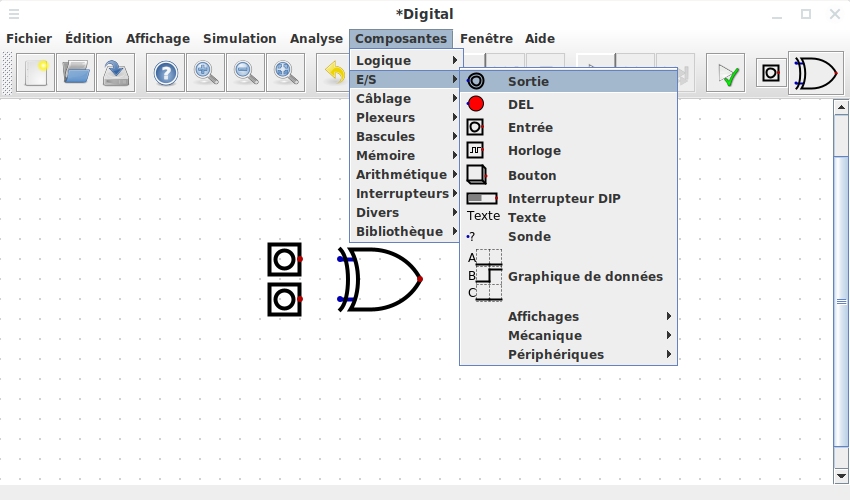 *Digital
Fichier Édition Affichage Simulation Analyse Composantes Fenêtre Aide
Logique
E/S
Câblage
Plexeurs
Bascules
Mémoire
Arithmétique
Interrupteurs
Divers
Bibliothèque
Sortie
DEL
Entrée
Horloge
Bouton
Interrupteur DIP
Texte Texte
·? Sonde
A
B Graphique de données
C
Affichages
Mécanique
Périphériques